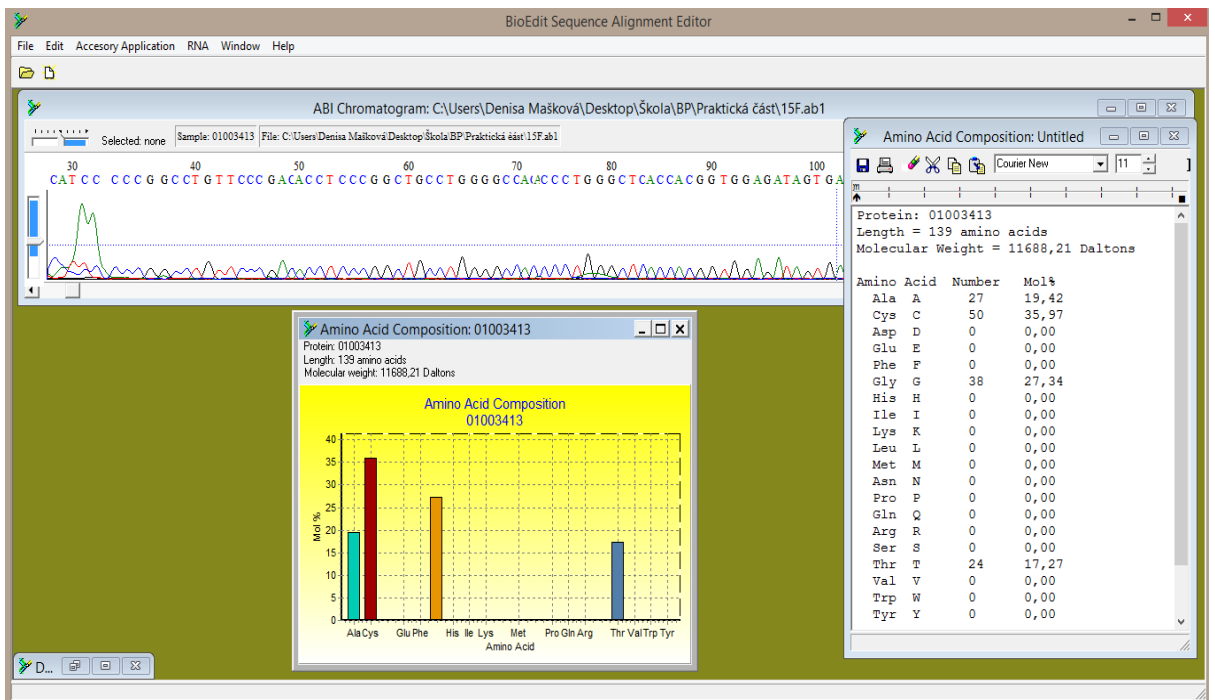 BioEdit Sequence Alignment Editor
File Edit Accesory Application RNA Window Help
ABI Chromatogram: C:\Users\Denisa Mašková\Desktop\Škola\BP\Praktická část\15F.ab1
Selected: none Sample: 01003413 File: C:\Users\Denisa Mašková\Desktop\Škola\BP\Praktická èást\15F.ab1
30 40 50 60 70 80 90 100
CATCC CCCGGCCTGTTCCCGACACCTCCCGGCTGCCTGGGGCCACACCCTGGGCTCACCACGGTGGAGATAGTGA
Amino Acid Composition: Untitled
Courier New 11
Protein: 01003413
Length = 139 amino acids
Molecular Weight = 11688,21 Daltons
Amino Acid Number Mol%
Ala A 27 19,42
Cys C 50 35,97
Asp D 0 0,00
Glu E 0 0,00
Phe F 0 0,00
Gly G 38 27,34
His H 0 0,00
Ile I 0 0,00
Lys K 0 0,00
Leu L 0 0,00
Met M 0 0,00
Asn N 0 0,00
Pro P 0 0,00
Gln Q 0 0,00
Arg R 0 0,00
Ser S 0 0,00
Thr T 24 17,27
Val V 0 0,00
Trp W 0 0,00
Tyr Y 0 0,00
Amino Acid Composition: 01003413
Protein: 01003413
Length: 139 amino acids
Molecular weight: 11688,21 Daltons
Amino Acid Composition
01003413
40
35
30
25
20
15
10
5
0
Mol %
Ala Cys Glu Phe His Ile Lys Met Pro Gln Arg Thr Val Trp Tyr
Amino Acid
D...